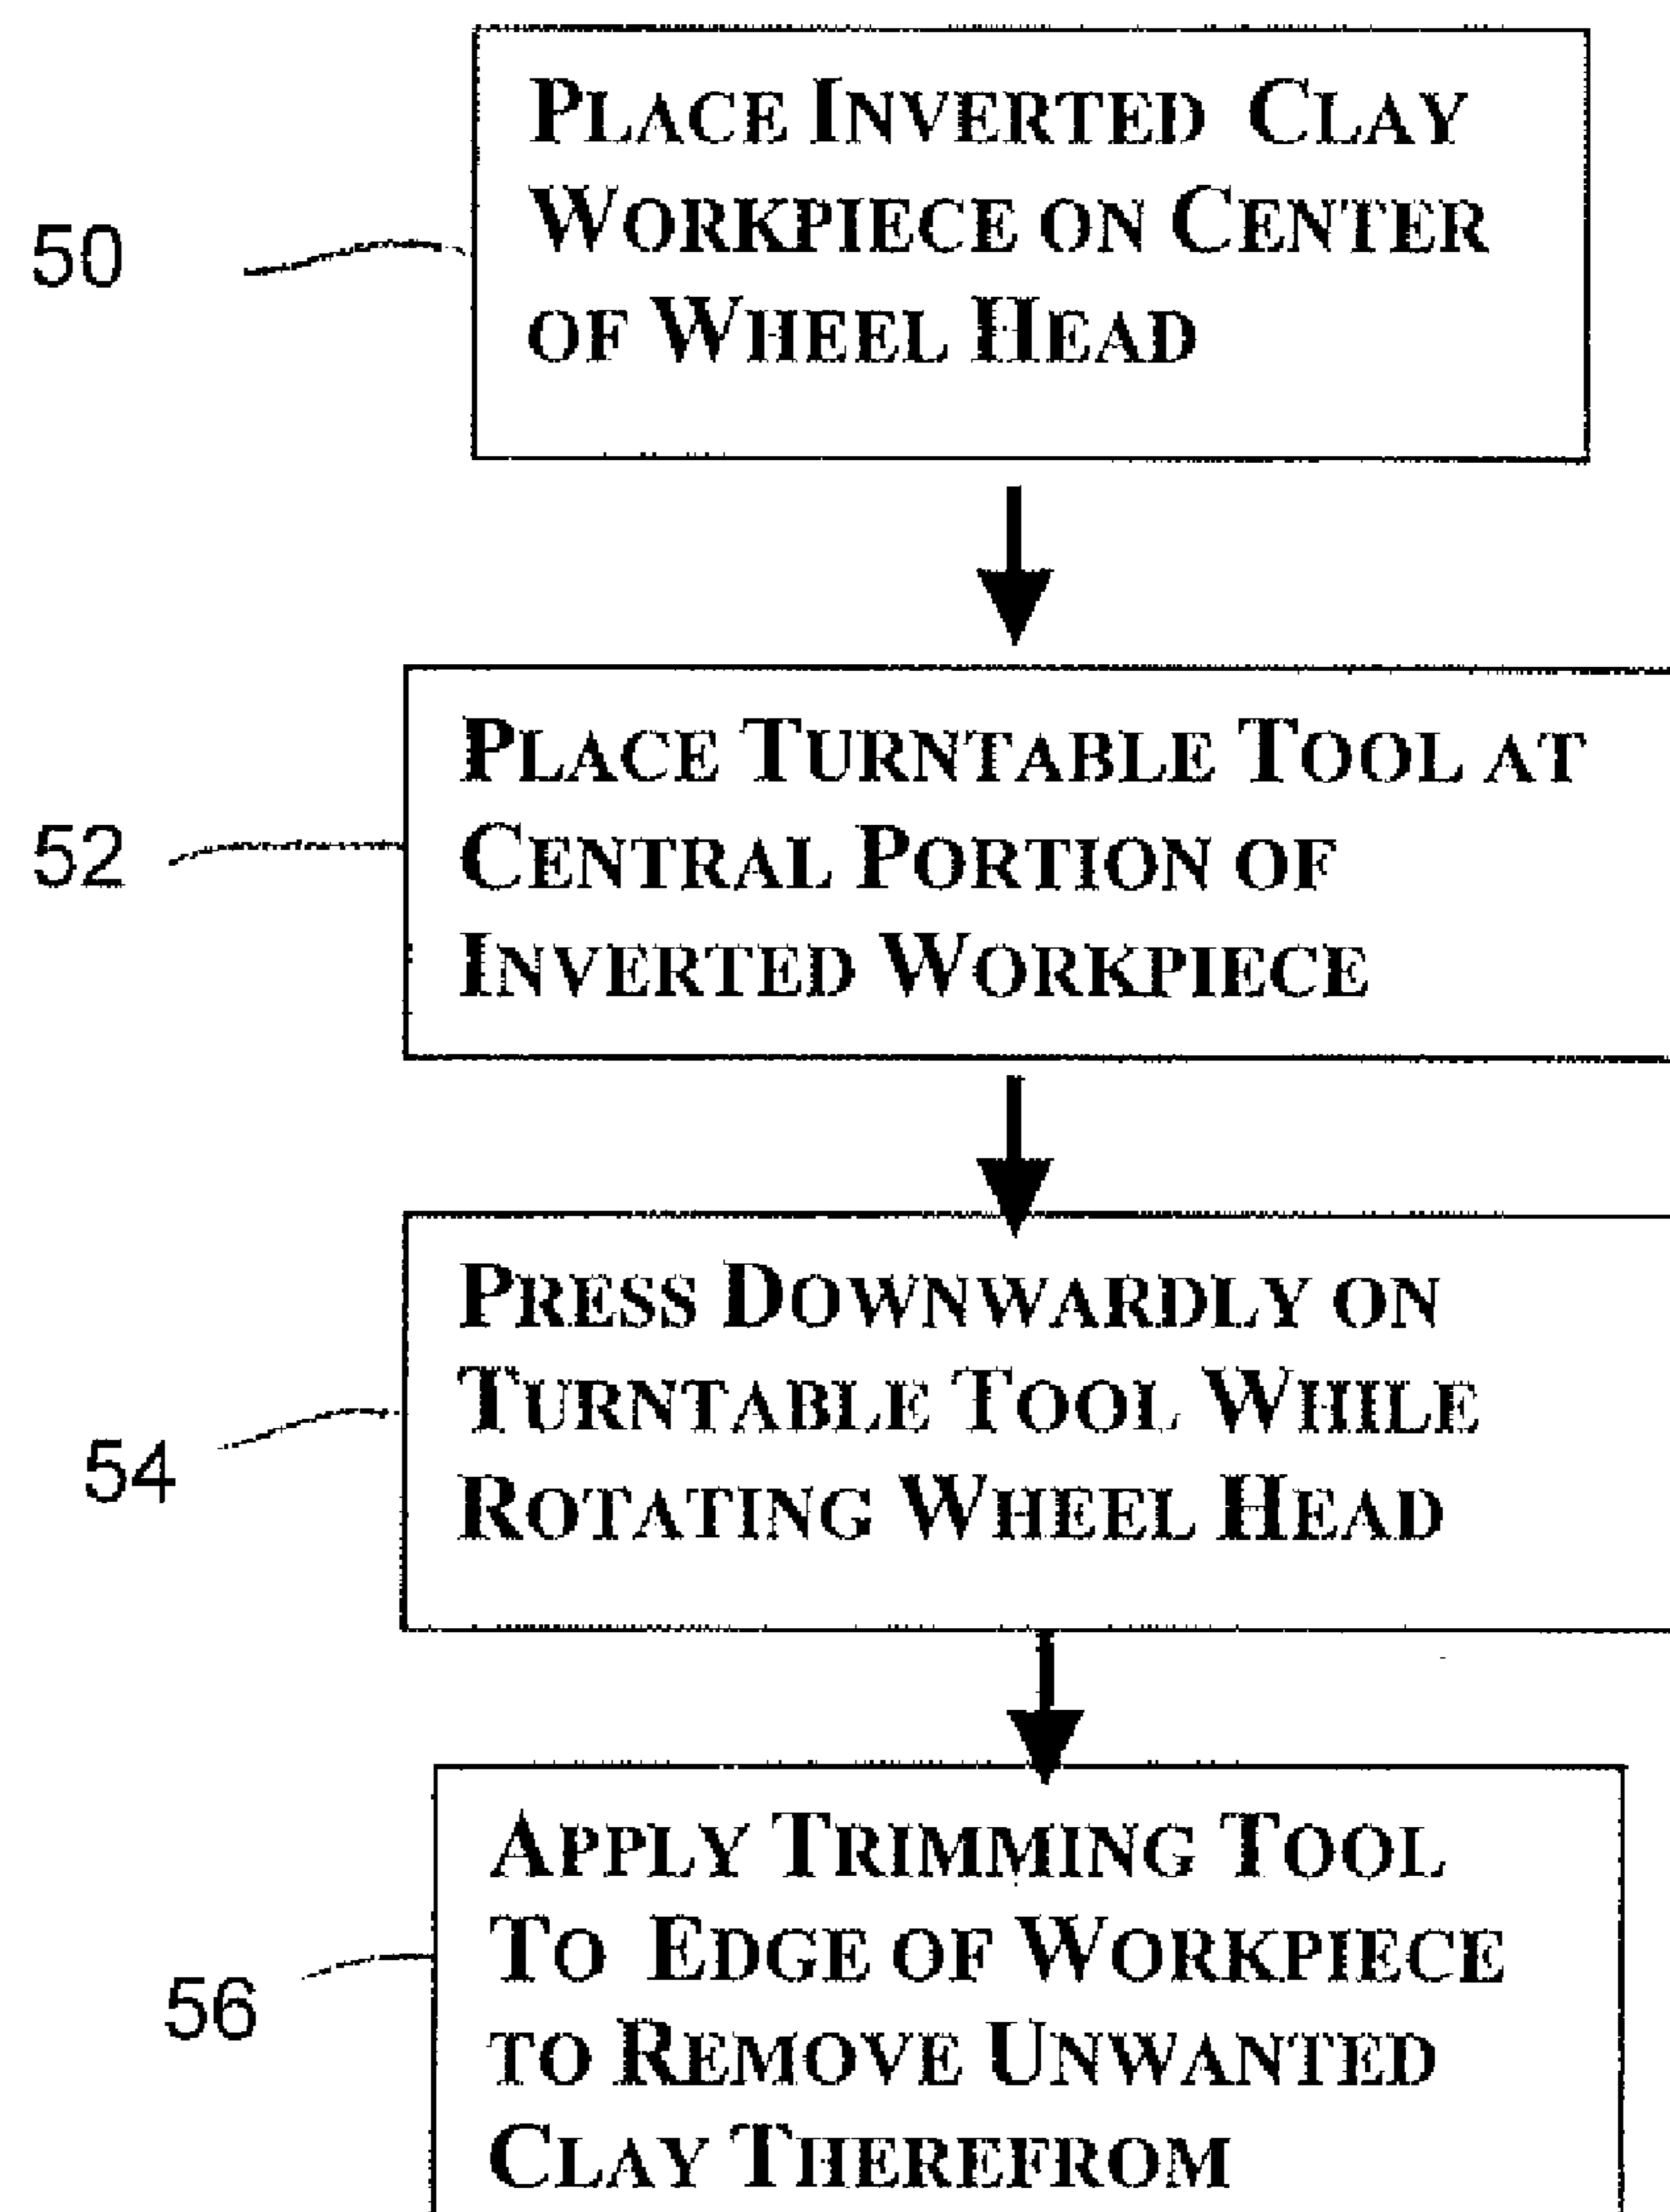 50
PLACE INVERTED CLAY
WORKPIECE ON CENTER
OF WHEEL HEAD
52
PLACE TURNTABLE TOOL AT
CENTRAL PORTION OF
INVERTED WORKPIECE
54
PRESS DOWNWARDLY ON
TURNTABLE TOOL WHILE
ROTATING WHEEL HEAD
56
APPLY TRIMMING TOOL
TO EDGE OF WORKPIECE
TO REMOVE UNWANTED
CLAY THEREFROM